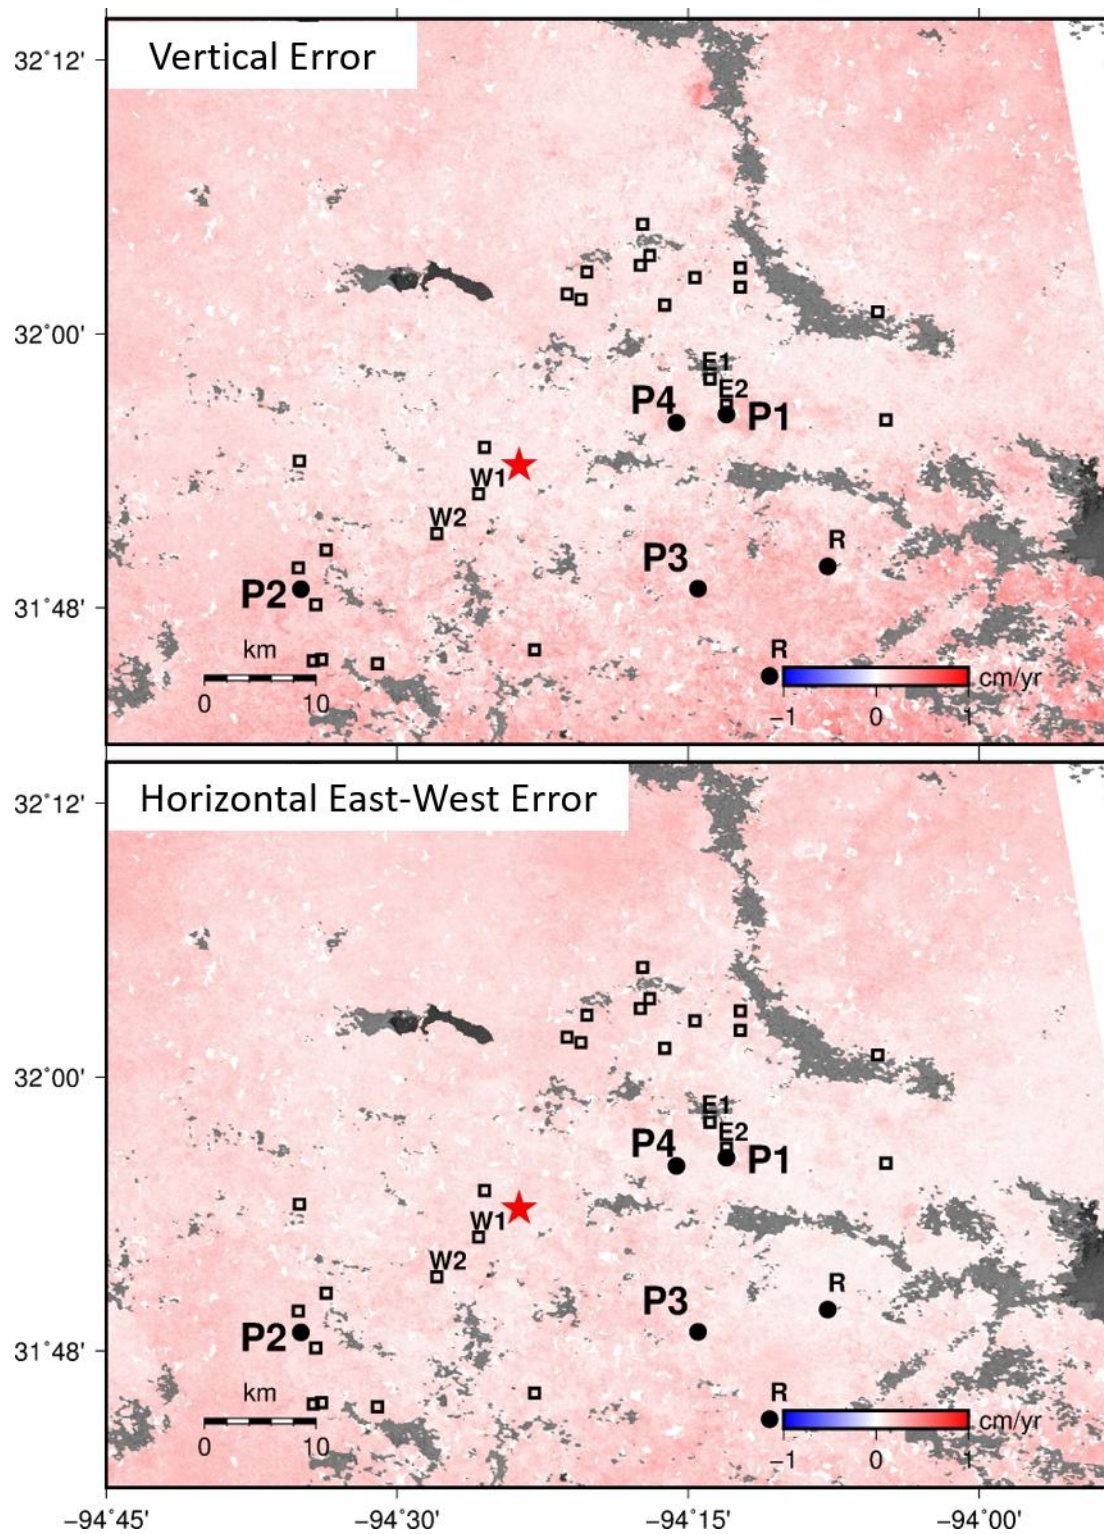 Vertical Error
32°12'
32°00'
E1
E2
P4
P1
W1
W2
R
P3
P2
31°48'
km
R
0
10
−1
0
1
cm/yr
Horizontal East-West Error
32°12'
32°00'
E1
E2
P4
P1
W1
W2
R
P3
P2
31°48'
km
R
0
10
−1
0
1
cm/yr
−94°45'
−94°30'
−94°15'
−94°00'